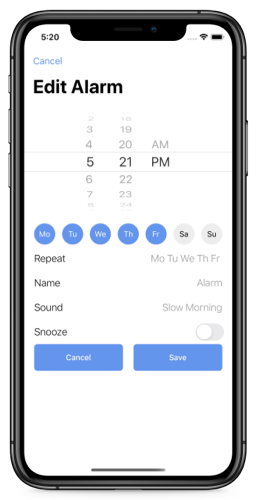 5:20
Cancel
Edit Alarm
2 18
3 19
4 20 AM
5 21 PM
6 22
7 23
8 24
Mo Tu We Th Fr Sa Su
Repeat Mo Tu We Th Fr
Name Alarm
Sound Slow Morning
Snooze
Cancel Save